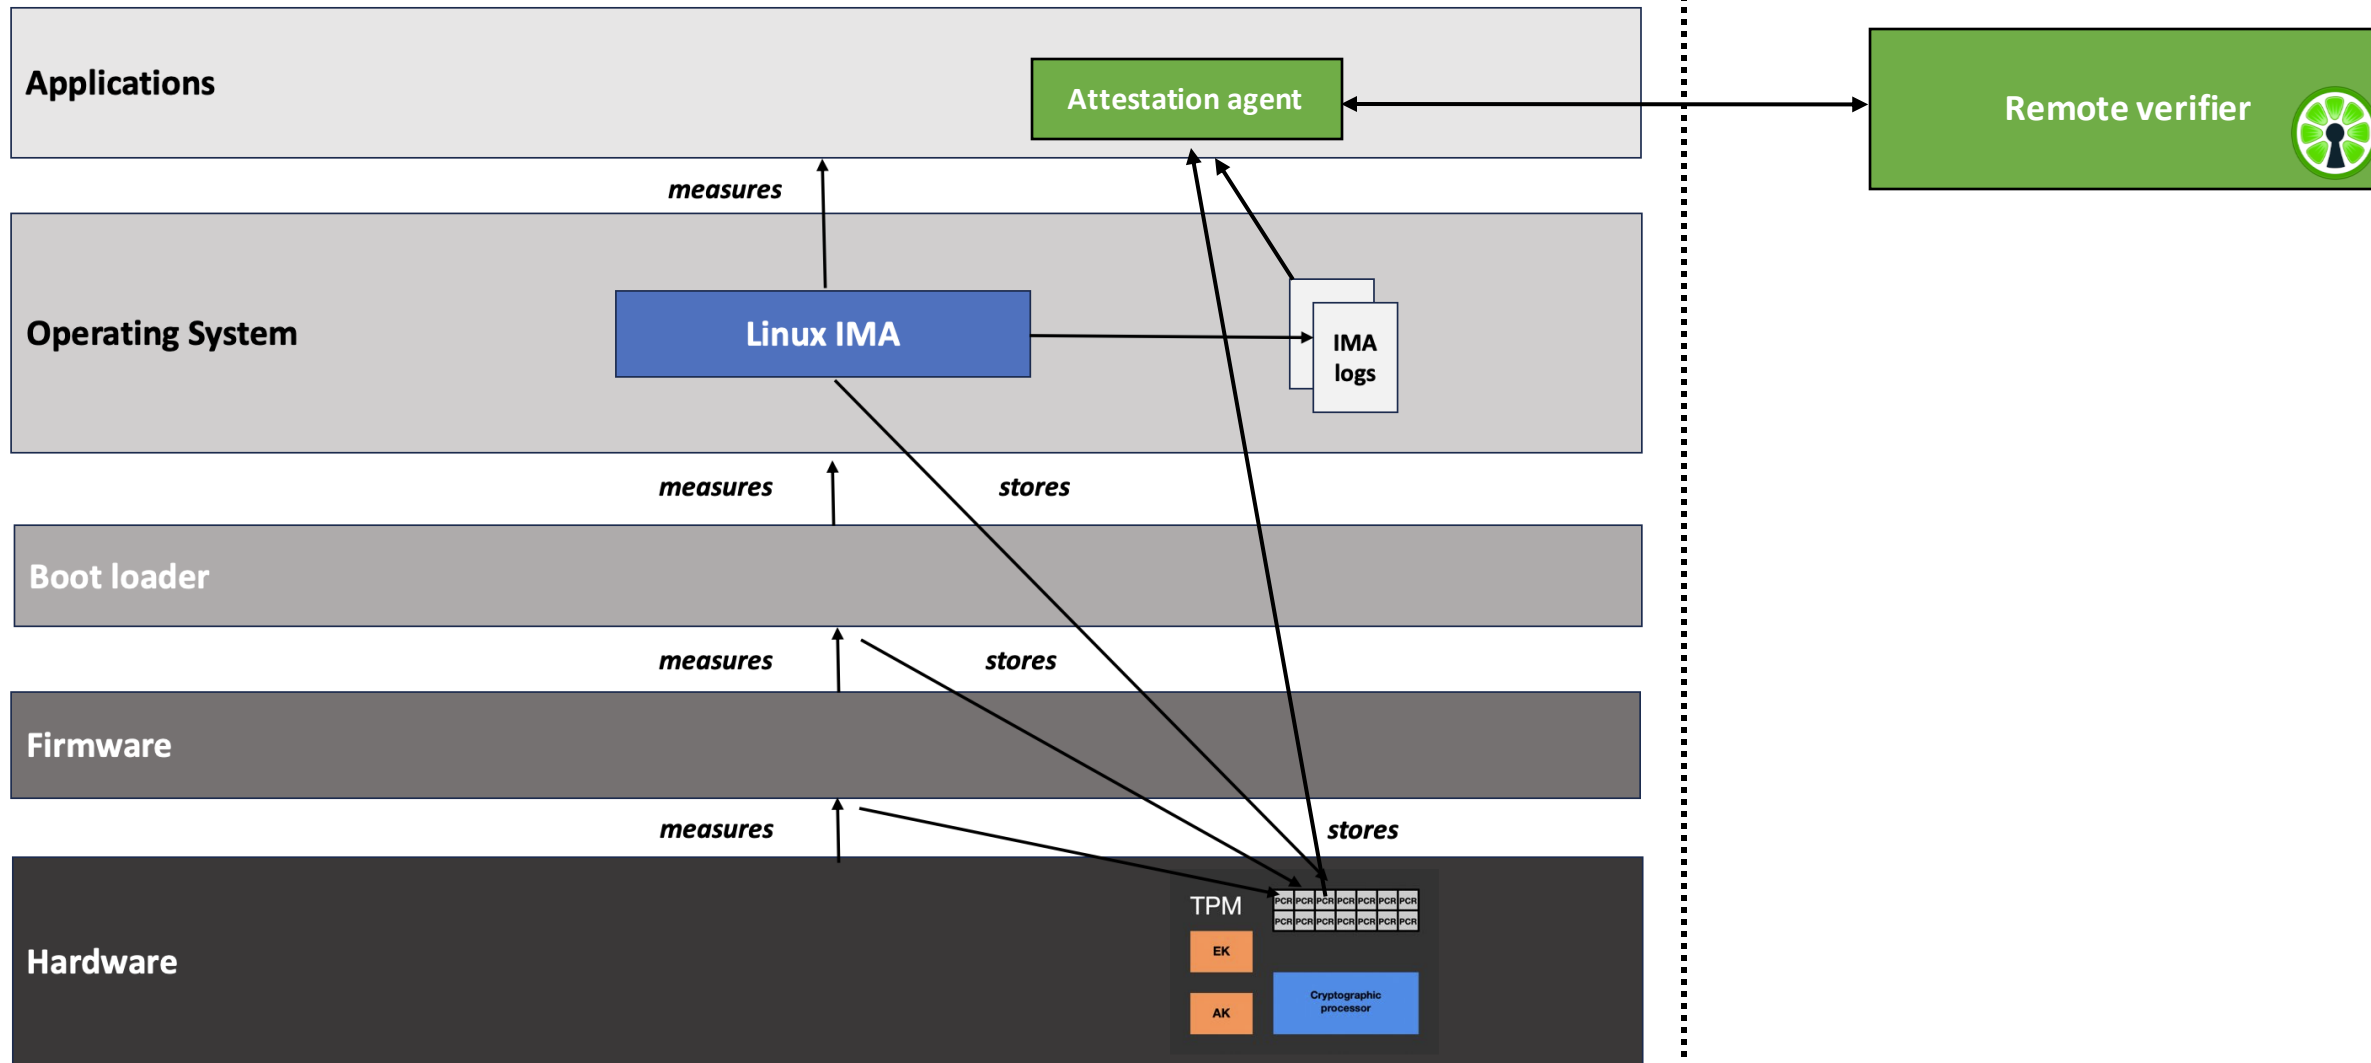 Applications
Attestation agent
Remote verifier
measures
Operating System
Linux IMA
IMA
logs
measures
stores
Boot loader
measures
stores
Firmware
measures
stores
Hardware
TPM
PCR PCR PCR PCR PCR PCR PCR
PCR PCR PCR PCR PCR PCR PCR
EK
AK
Cryptographic
processor